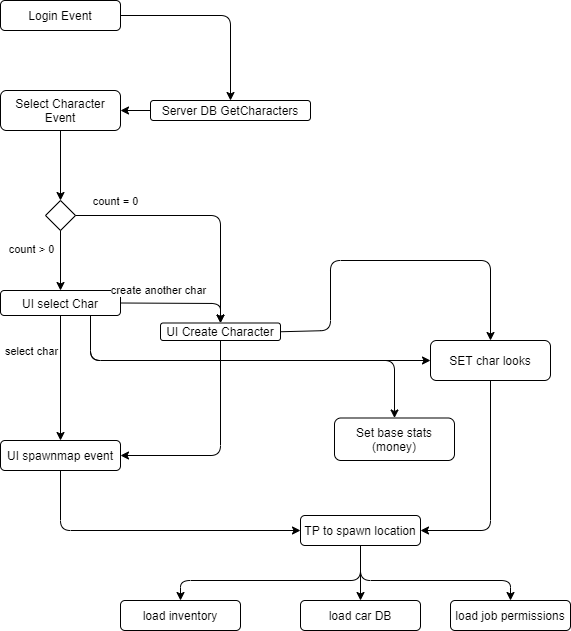 Login Event
Server DB GetCharacters
Select Character
Event
count = 0
count > 0
create another char
UI select Char
UI Create Character
select char
SET char looks
Set base stats
(money)
UI spawnmap event
TP to spawn location
load inventory
load car DB
load job permissions